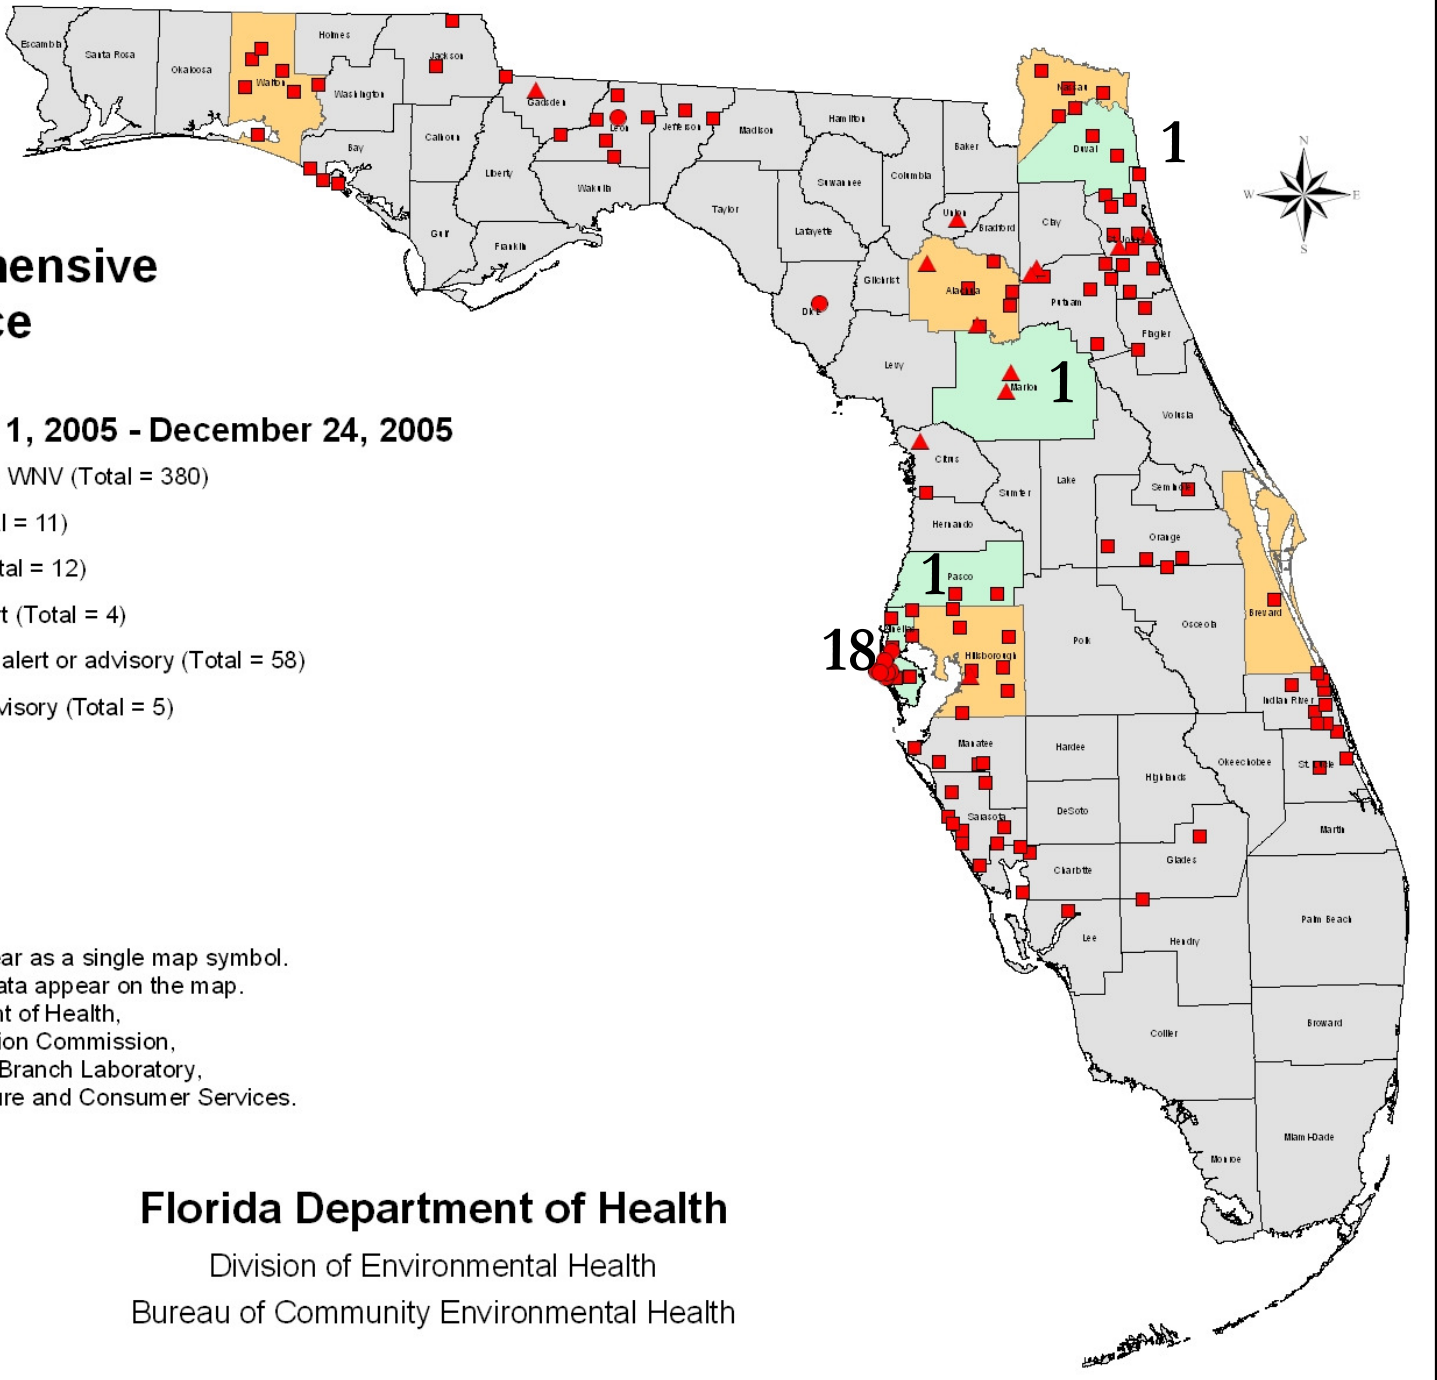 Escambia
Santa Rosa
Okaloosa
Walton
Holmes
Jackson
Washington
Bay
Calhoun
Gulf
Gadsden
Liberty
Franklin
Leon
Wakulla
Jefferson
Madison
Taylor
Hamilton
Suwannee
Lafayette
Columbia
Baker
Union
Bradford
Nassau
Duval
1
Clay
N
W
E
S
Gilchrist
Alachua
Putnam
Flagler
Levy
Marion
1
Volusia
hensive
ce
1, 2005 - December 24, 2005
WNV (Total = 380)
l = 11)
tal = 12)
rt (Total = 4)
alert or advisory (Total = 58)
visory (Total = 5)
Citrus
Sumter
Lake
Seminole
Hernando
Orange
1
Pasco
18
Hillsborough
Polk
Osceola
Brevard
Indian River
Manatee
Hardee
Highlands
Okeechobee
St. Lucie
Sarasota
DeSoto
Martin
Charlotte
Glades
Lee
Hendry
Palm Beach
Collier
Broward
Monroe
Miami-Dade
ear as a single map symbol.
ata appear on the map.
nt of Health,
ion Commission,
Branch Laboratory,
ure and Consumer Services.
Florida Department of Health
Division of Environmental Health
Bureau of Community Environmental Health